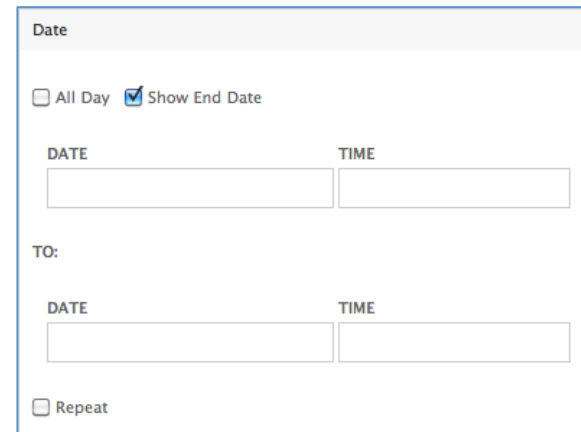 Date
All Day Show End Date
DATE TIME
TO:
DATE TIME
Repeat